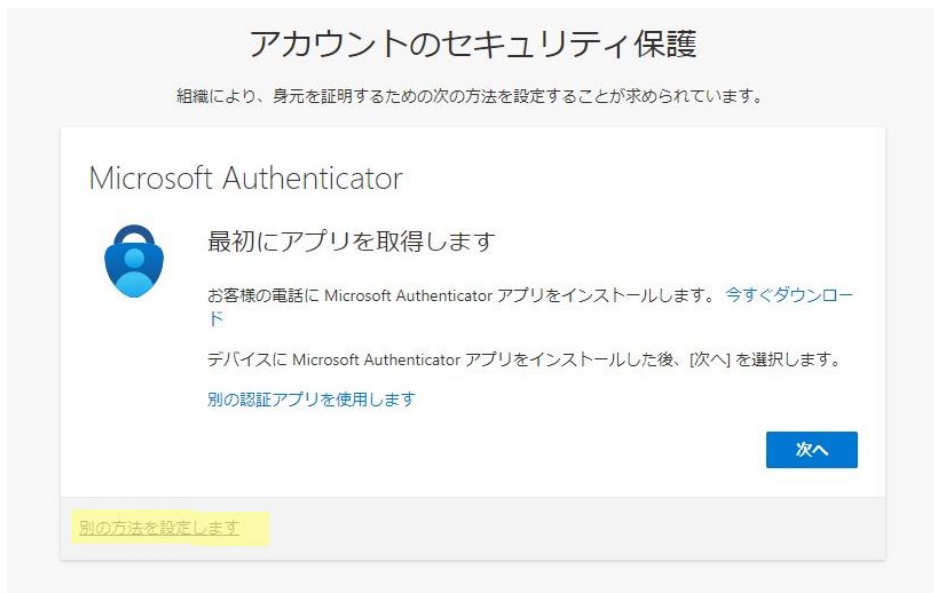 アカウントのセキュリティ保護
組織により、身元を証明するための次の方法を設定することが求められています。
Microsoft Authenticator
最初にアプリを取得します
お客様の電話に Microsoft Authenticator アプリをインストールします。 今すぐダウンロー
ド
デバイスに Microsoft Authenticator アプリをインストールした後、[次へ] を選択します。
別の認証アプリを使用します
次へ
別の方法を設定します